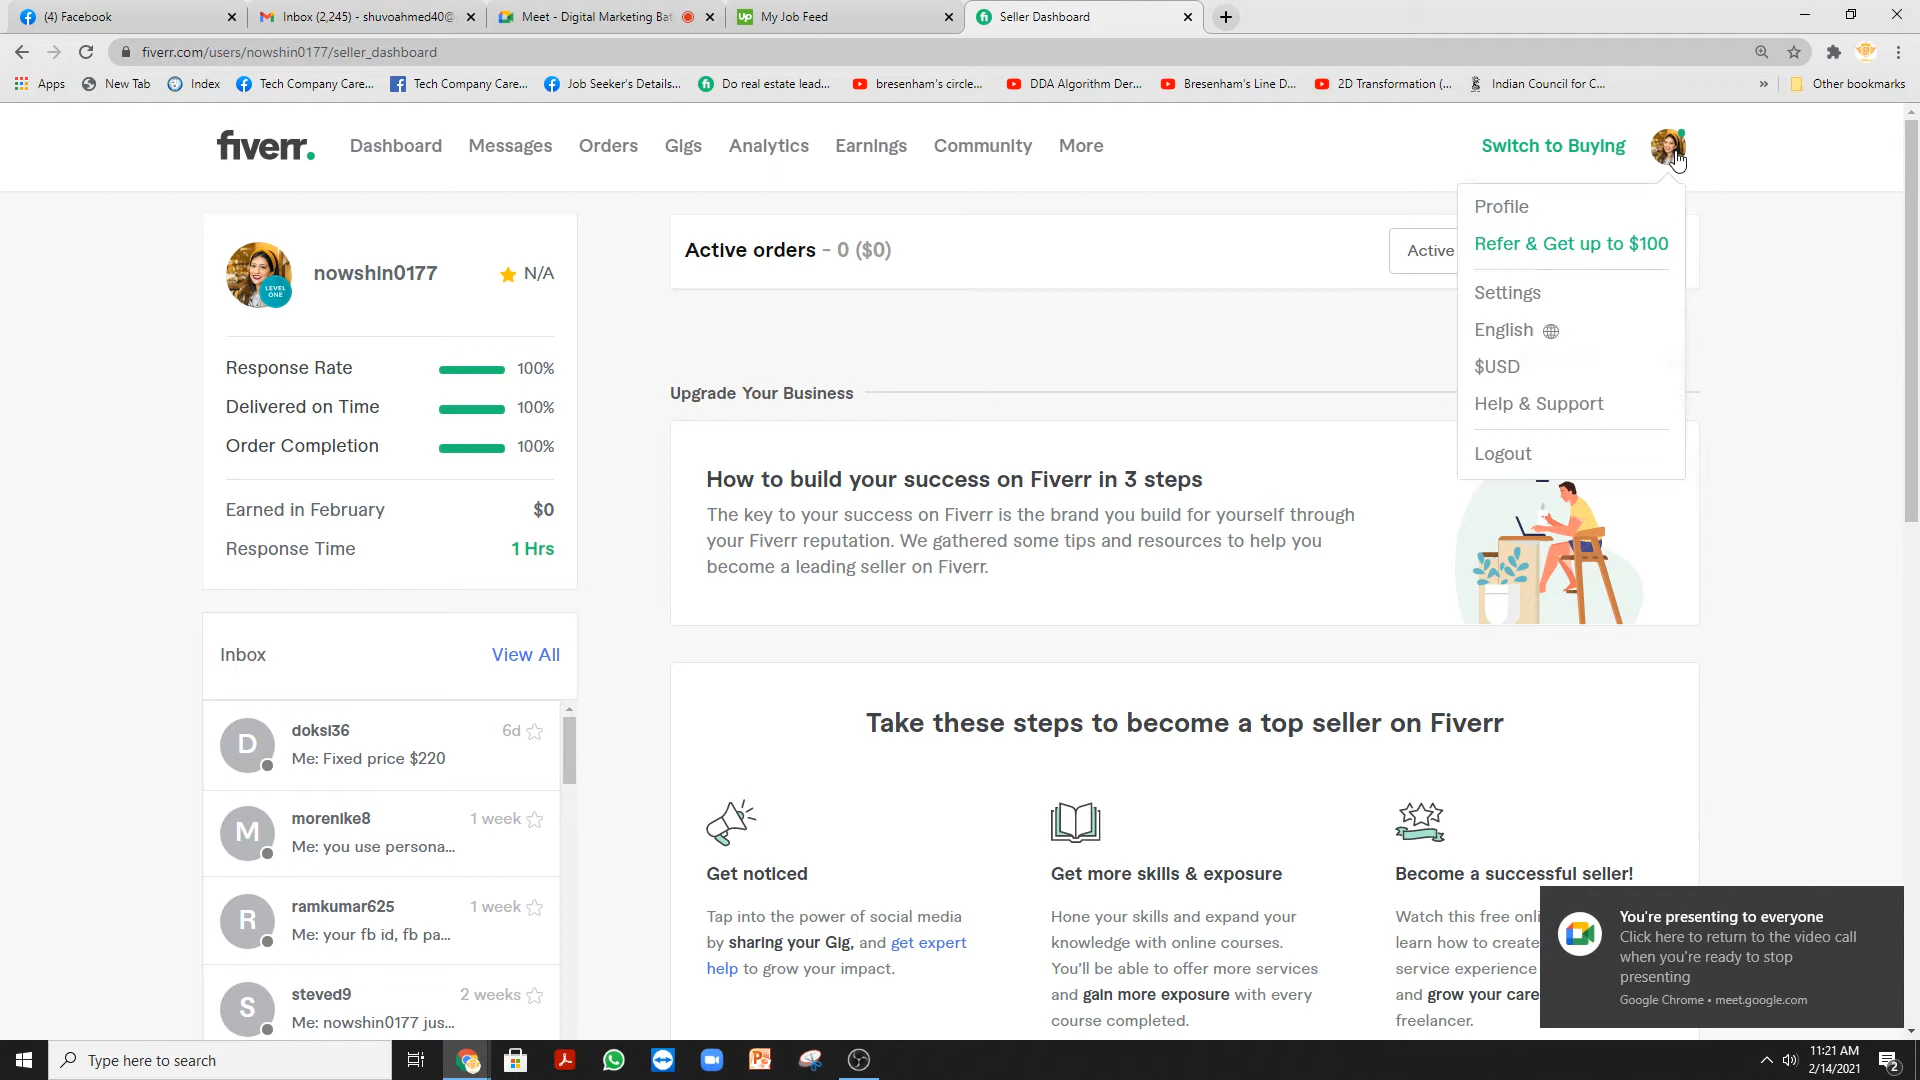 (4) Facebook
Inbox (2,245) - shuvoahmed40@
Meet - Digital Marketing Bat
My Job Feed
Seller Dashboard
fiverr.com/users/nowshin0177/seller_dashboard
Apps
New Tab
Index
Tech Company Care...
Tech Company Care...
Job Seeker's Details...
Do real estate lead...
bresenham's circle...
DDA Algorithm Der...
Bresenham's Line D...
2D Transformation (...
Indian Council for C...
»
Other bookmarks
fiverr.
Dashboard
Messages
Orders
Gigs
Analytics
Earnings
Community
More
Switch to Buying
Profile
Refer & Get up to $100
Settings
English
$USD
Help & Support
Logout
nowshin0177
N/A
LEVEL
ONE
Response Rate
100%
Delivered on Time
100%
Order Completion
100%
Earned in February
$0
Response Time
1 Hrs
Active orders - 0 ($0)
Active
Upgrade Your Business
How to build your success on Fiverr in 3 steps
The key to your success on Fiverr is the brand you build for yourself through
your Fiverr reputation. We gathered some tips and resources to help you
become a leading seller on Fiverr.
Inbox
View All
D
doksi36
6d
Me: Fixed price $220
M
morenike8
1 week
Me: you use persona...
R
ramkumar625
1 week
Me: your fb id, fb pa...
S
steved9
2 weeks
Me: nowshin0177 jus...
Take these steps to become a top seller on Fiverr
Get noticed
Tap into the power of social media
by sharing your Gig, and get expert
help to grow your impact.
Get more skills & exposure
Hone your skills and expand your
knowledge with online courses.
You'll be able to offer more services
and gain more exposure with every
course completed.
Become a successful seller!
Watch this free onli
learn how to create
service experience
and grow your care
freelancer.
You're presenting to everyone
Click here to return to the video call
when you're ready to stop
presenting
Google Chrome • meet.google.com
Type here to search
11:21 AM
2/14/2021
2